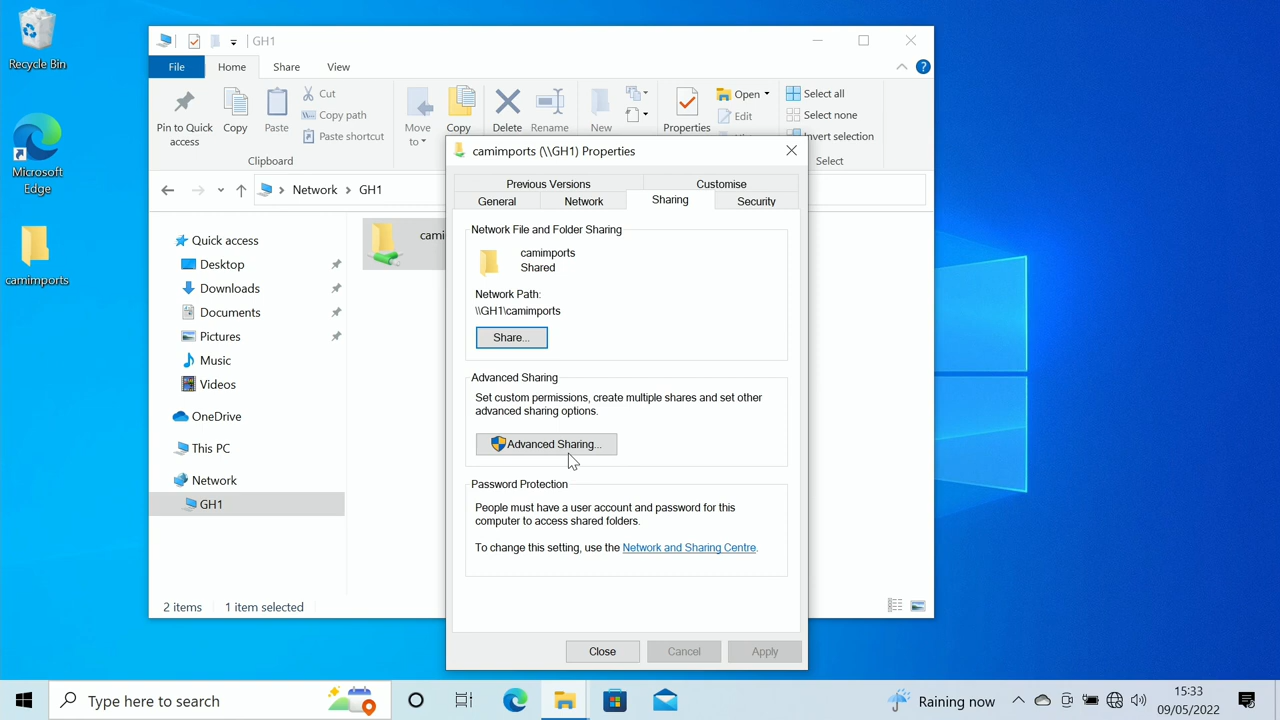 Recycle Bin
Microsoft
Edge
camimports
GH1
File
Home
Share
View
Pin to Quick
access
Copy
Paste
Cut
Copy path
Paste shortcut
Clipboard
Move
to
Copy
Delete
Rename
New
Properties
Open
Edit
Select all
Select none
Invert selection
Select
Network
GH1
Quick access
Desktop
Downloads
Documents
Pictures
Music
Videos
OneDrive
This PC
Network
GH1
cami
2 items
1 item selected
camimports (\\GH1) Properties
Previous Versions
Customise
General
Network
Sharing
Security
Network File and Folder Sharing
camimports
Shared
Network Path:
\\GH1\camimports
Share...
Advanced Sharing
Set custom permissions, create multiple shares and set other
advanced sharing options.
Advanced Sharing...
Password Protection
People must have a user account and password for this
computer to access shared folders.
To change this setting, use the Network and Sharing Centre.
Close
Cancel
Apply
Type here to search
Raining now
15:33
09/05/2022